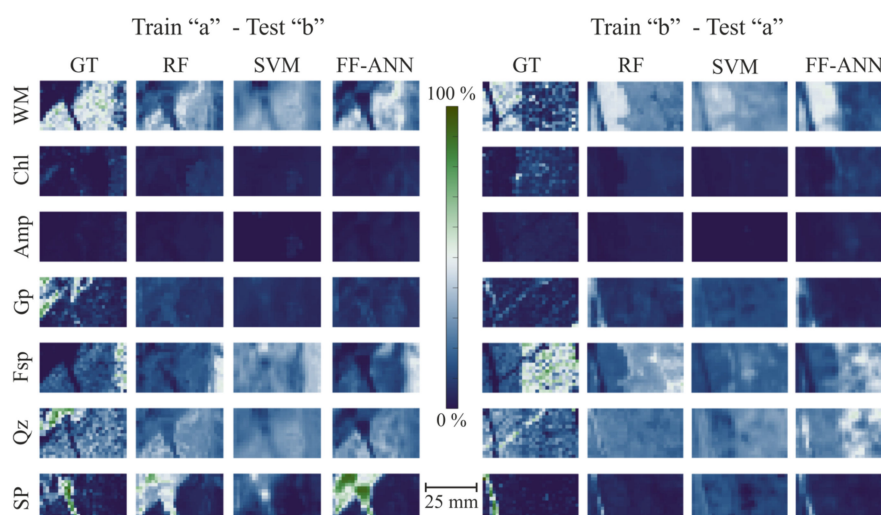 Train “a” - Test “b” Train “b” - Test “a”
GT RF SVM FF-ANN GT RF SVM FF-ANN
100 %
WM
Chl
Amp
Gp
Fsp
0 %
Qz
SP
25 mm